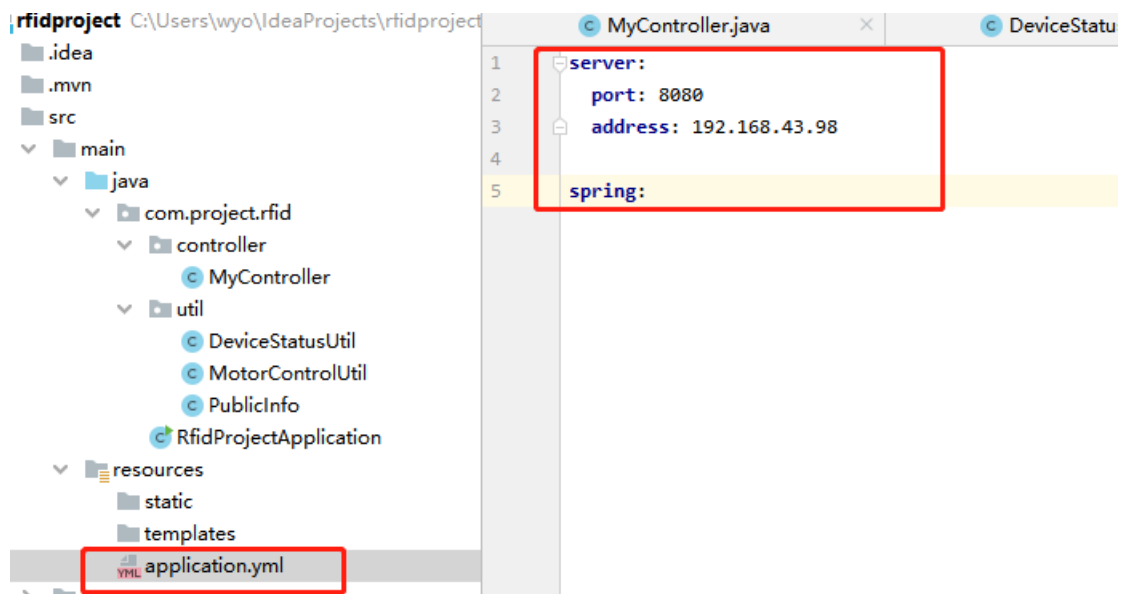 rfidproject C:\Users\wyo\IdeaProjects\rfidproject
.idea
.mvn
src
main
java
com.project.rfid
controller
MyController
util
DeviceStatusUtil
MotorControlUtil
PublicInfo
RfidProjectApplication
resources
static
templates
YML application.yml
MyController.java DeviceStatu
1 server:
2 port: 8080
3 address: 192.168.43.98
4
5 spring: